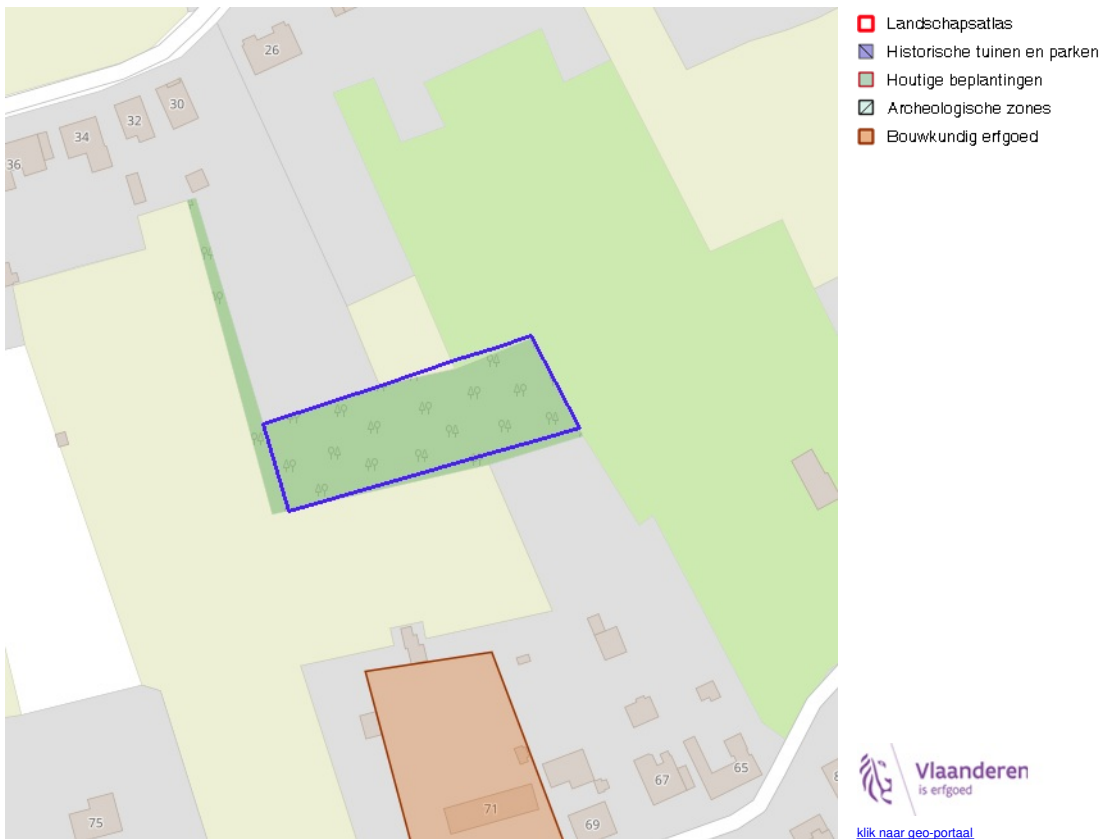 Landschapsatlas
Historische tuinen en parken
Houtige beplantingen
Archeologische zones
Bouwkundig erfgoed
26
30
32
34
36
71
75
69
67
65
Vlaanderen
is erfgoed
klik naar geo-portaal